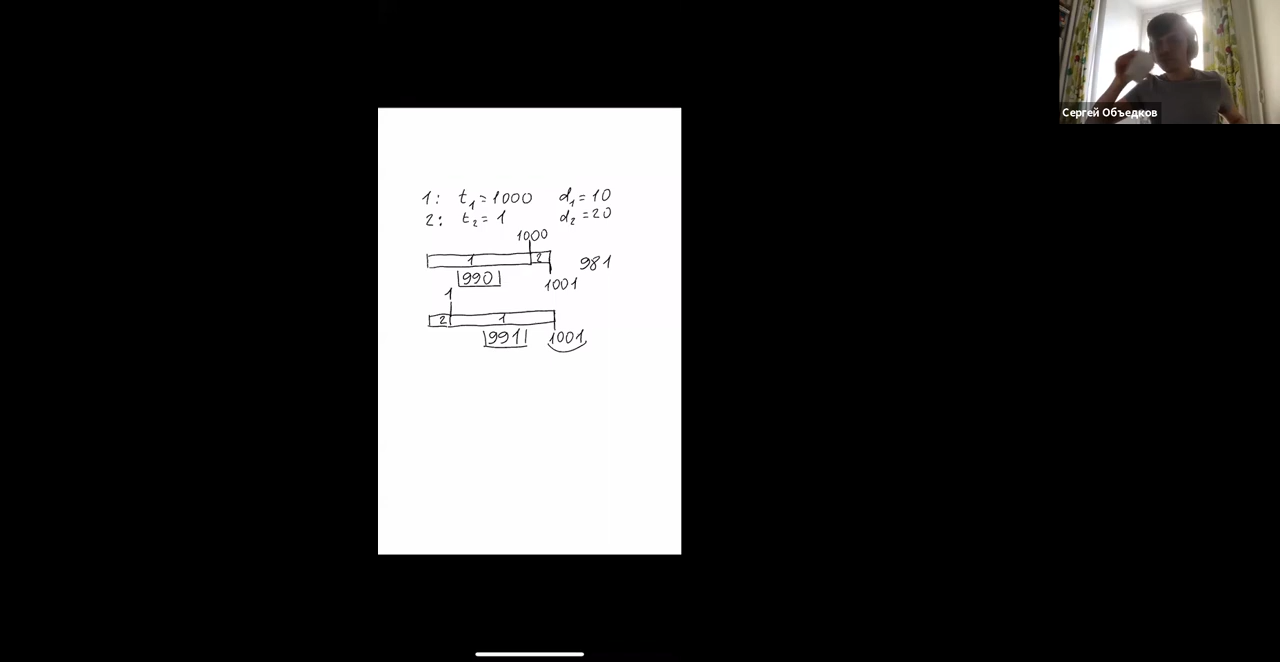 Сергей Объедков
1: t₁=1000 d₁=10
2: t₂=1 d₂=20
1000
1 2 981
|990| 1001
1
2 1
|991| 1001